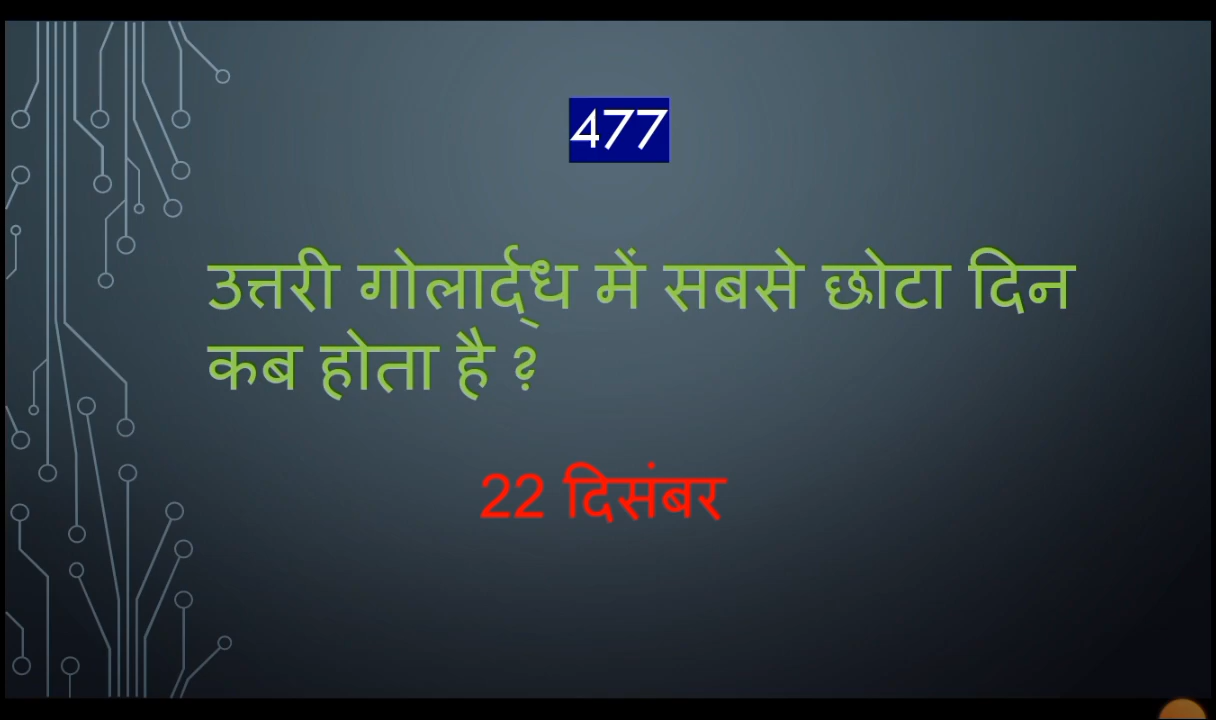 477
उत्तरी गोलार्द्ध में सबसे छोटा दिन
कब होता है ?
22 दिसंबर